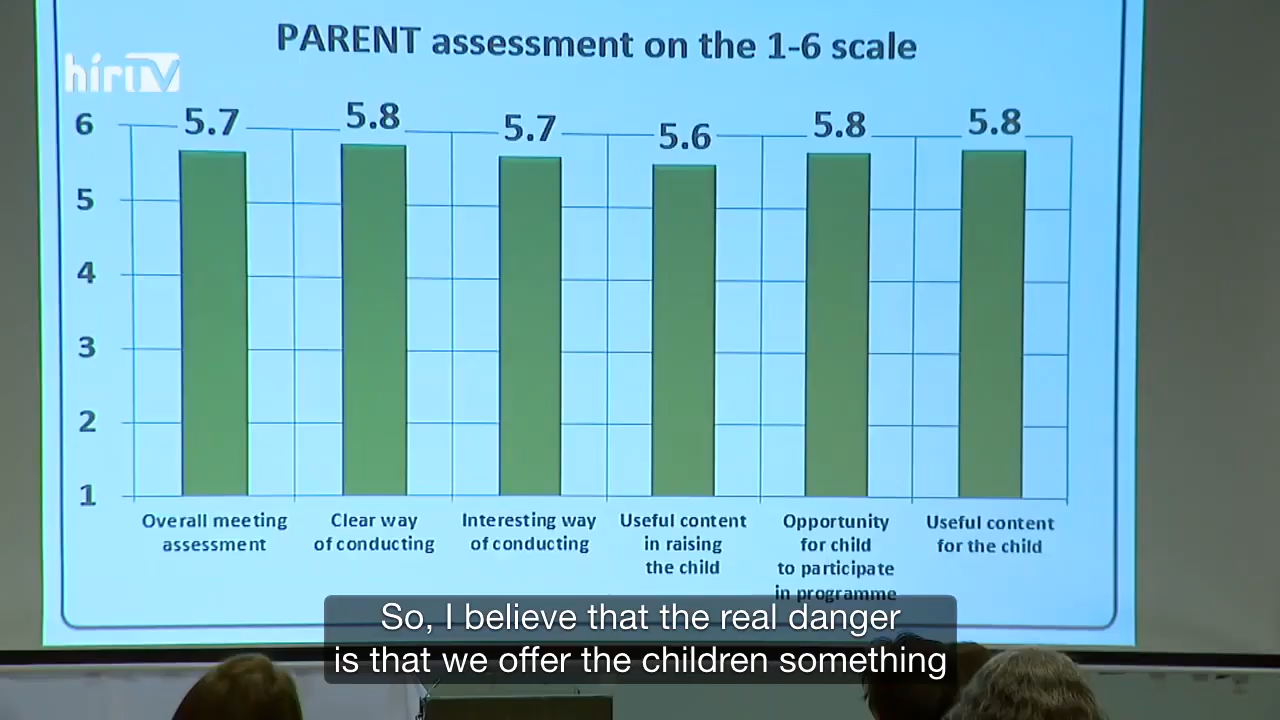 PARENT assessment on the 1-6 scale
hírTV
5.7
5.8
5.7
5.6
5.8
5.8
6
5
4
3
2
1
Overall meeting
assessment
Clear way
of conducting
Interesting way
of conducting
Useful content
in raising
the child
Opportunity
for child
to participate
in programme
Useful content
for the child
So, I believe that the real danger
is that we offer the children something